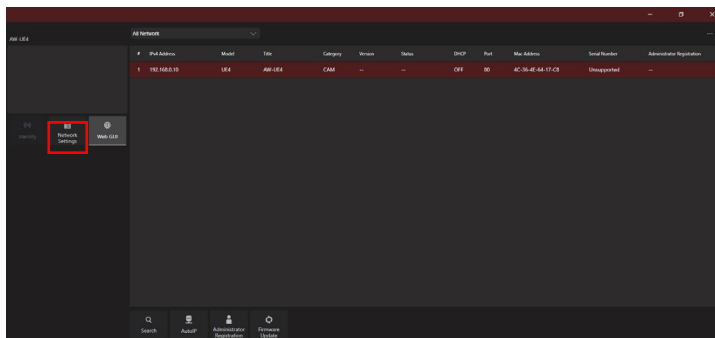 AW-UE4
All Network
# IPv4 Address Model Title Category Version Status DHCP Port Mac Address Serial Number Administrator Registration
1 192.168.0.10 UE4 AW-UE4 CAM -- -- OFF 80 4C-36-4E-64-17-C8 Unsupported --
Identify
Network
Settings
Web GUI
Search
AutoIP
Administrator
Registration
Firmware
Update